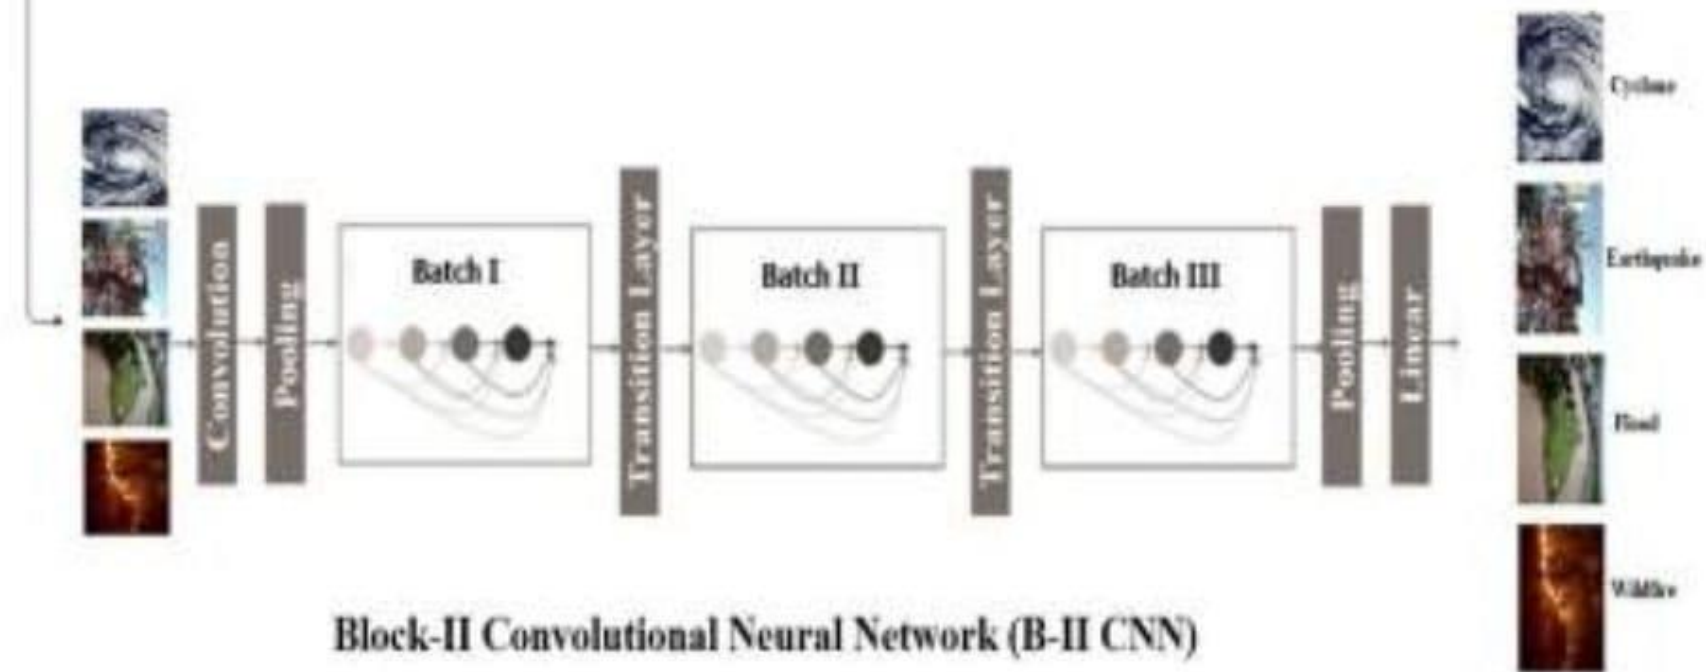 Convolution
Pooling
Batch I
Transition Layer
Batch II
Transition Layer
Batch III
Pooling
Linear
Cyclone
Earthquake
Flood
Wildfire
Block-II Convolutional Neural Network (B-II CNN)